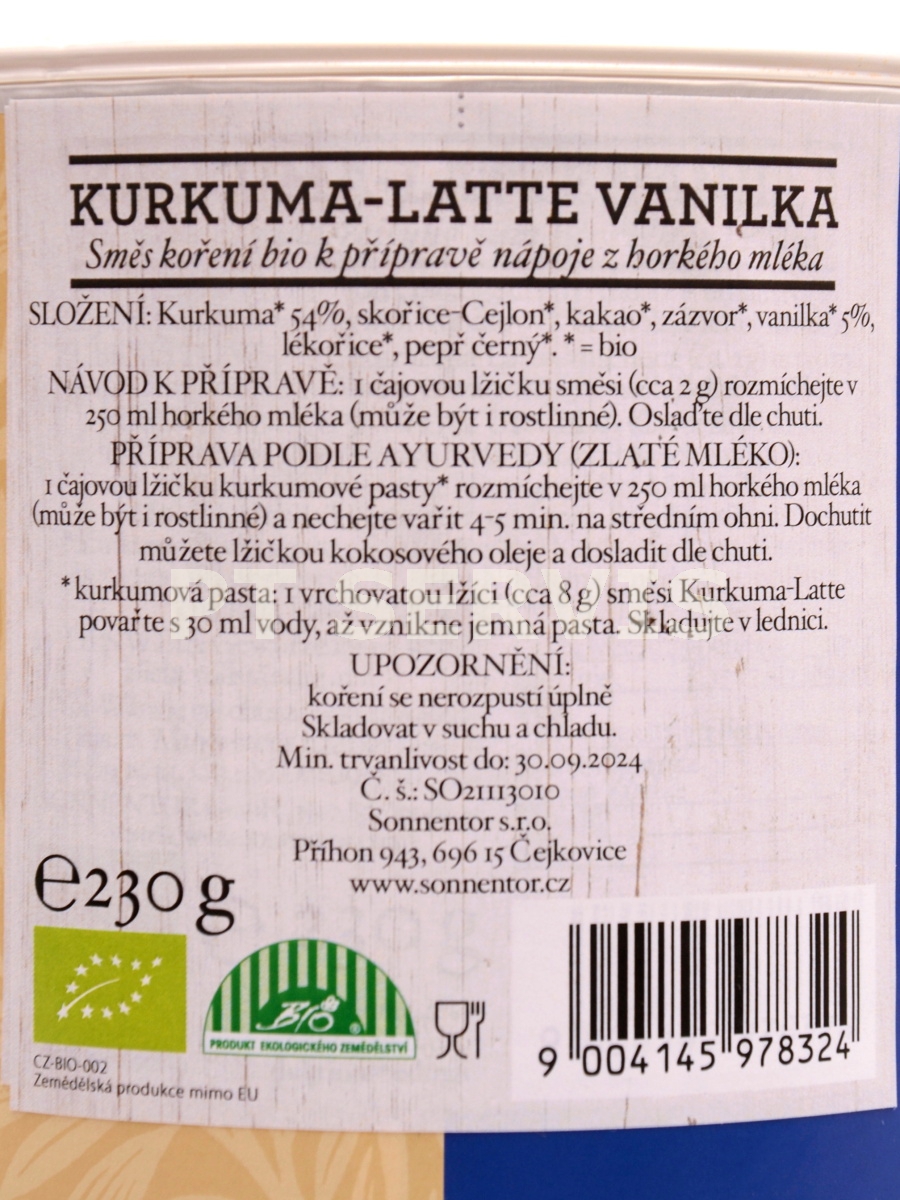 KURKUMA-LATTE VANILKA
Směs koření bio k přípravě nápoje z horkého mléka
SLOŽENÍ: Kurkuma* 54%, skořice-Cejlon*, kakao*, zázvor*, vanilka* 5%,
lékořice*, pepř černý*. * = bio
NÁVOD K PŘÍPRAVĚ: 1 čajovou lžičku směsi (cca 2 g) rozmíchejte v
250 ml horkého mléka (může být i rostlinné). Oslaďte dle chuti.
PŘÍPRAVA PODLE AYURVEDY (ZLATÉ MLÉKO):
1 čajovou lžičku kurkumové pasty* rozmíchejte v 250 ml horkého mléka
(může být i rostlinné) a nechejte vařit 4-5 min. na středním ohni. Dochutit
můžete lžičkou kokosového oleje a dosladit dle chuti.
*kurkumová pasta: 1 vrchovatou lžíci (cca 8 g) směsi Kurkuma-Latte
povařte s 30 ml vody, až vznikne jemná pasta. Skladujte v lednici.
UPOZORNĚNÍ:
koření se nerozpustí úplně
Skladovat v suchu a chladu.
Min. trvanlivost do: 30.09.2024
Č. š.: SO21113010
Sonnentor s.r.o.
Příhon 943, 696 15 Čejkovice
www.sonnentor.cz
℮230 g
BIO ®
PRODUKT EKOLOGICKÉHO ZEMĚDĚLSTVÍ
CZ-BIO-002
Zemědělská produkce mimo EU
9 004145 978324